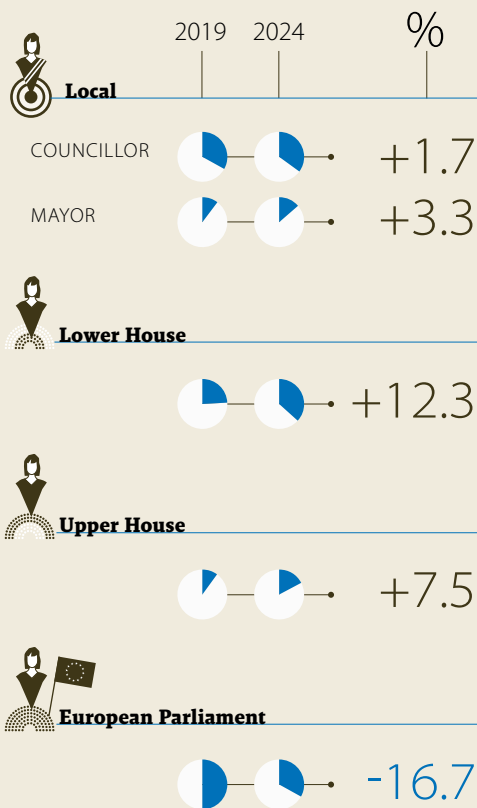 2019 2024 %
Local
COUNCILLOR +1.7
MAYOR +3.3
Lower House
+12.3
Upper House
+7.5
European Parliament
-16.7